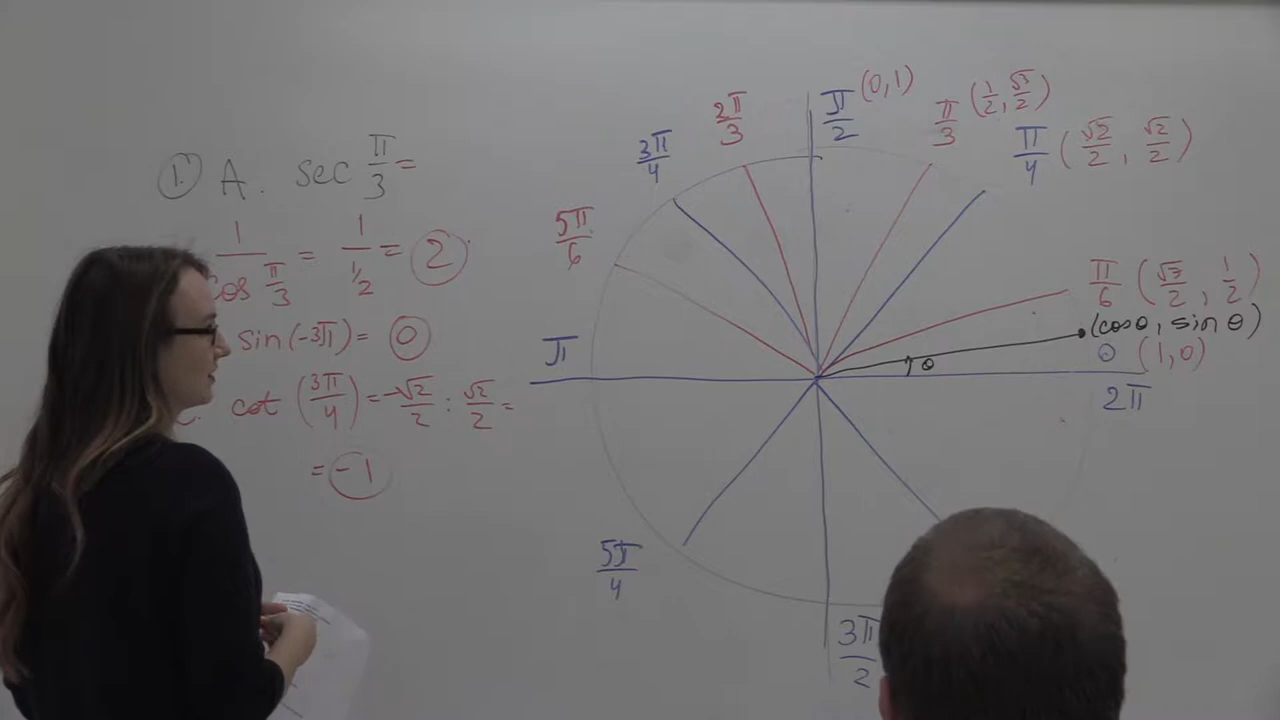 1. A. sec π/3 =
1/cos π/3 = 1/(1/2) = 2
sin(-3π) = 0
cot (3π/4) = -√2/2 : √2/2 =
= -1
π/2 (0,1)
π/3 (1/2, √3/2)
π/4 (√2/2, √2/2)
2π/3
3π/4
5π/6
π/6 (√3/2, 1/2)
(cosθ, sin θ)
θ
0 (1,0)
π
2π
5π/4
3π/2